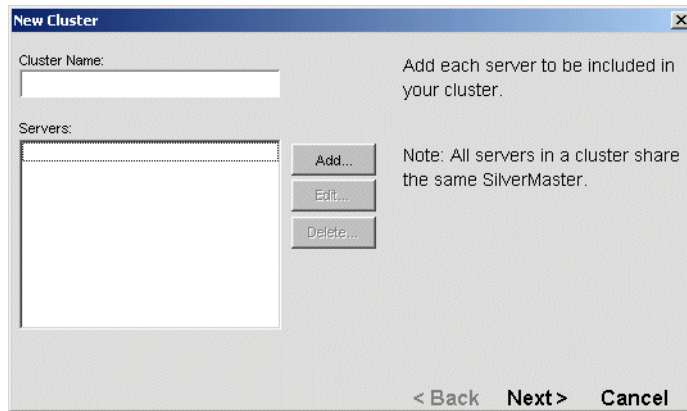 New Cluster
Cluster Name:
Add each server to be included in
your cluster.
Servers:
Add...
Edit...
Delete...
Note: All servers in a cluster share
the same SilverMaster.
< Back Next > Cancel